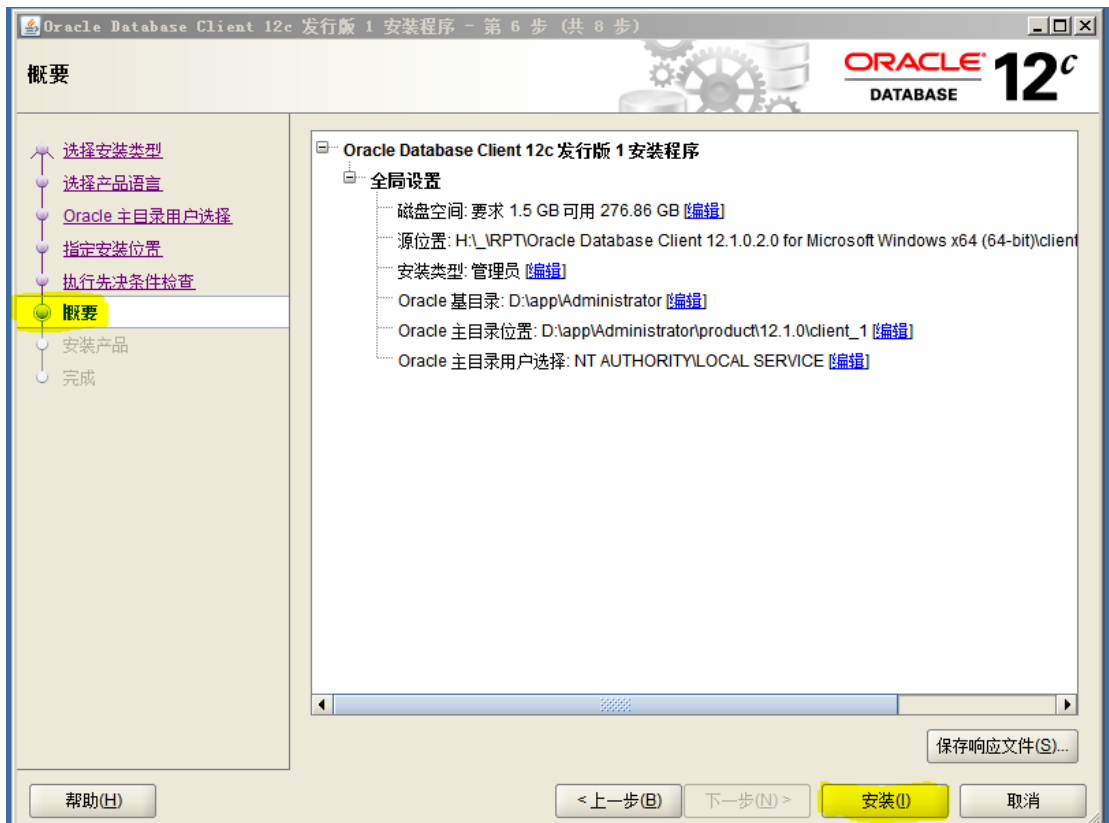 Oracle Database Client 12c 发行版 1 安装程序 - 第 6 步 (共 8 步)
概要
ORACLE
DATABASE
12c
选择安装类型
选择产品语言
Oracle 主目录用户选择
指定安装位置
执行先决条件检查
概要
安装产品
完成
Oracle Database Client 12c 发行版 1 安装程序
全局设置
磁盘空间: 要求 1.5 GB 可用 276.86 GB [编辑]
源位置: H:\_\RPT\Oracle Database Client 12.1.0.2.0 for Microsoft Windows x64 (64-bit)\client
安装类型: 管理员 [编辑]
Oracle 基目录: D:\app\Administrator [编辑]
Oracle 主目录位置: D:\app\Administrator\product\12.1.0\client_1 [编辑]
Oracle 主目录用户选择: NT AUTHORITY\LOCAL SERVICE [编辑]
保存响应文件(S)...
帮助(H)
< 上一步(B)
下一步(N) >
安装(I)
取消